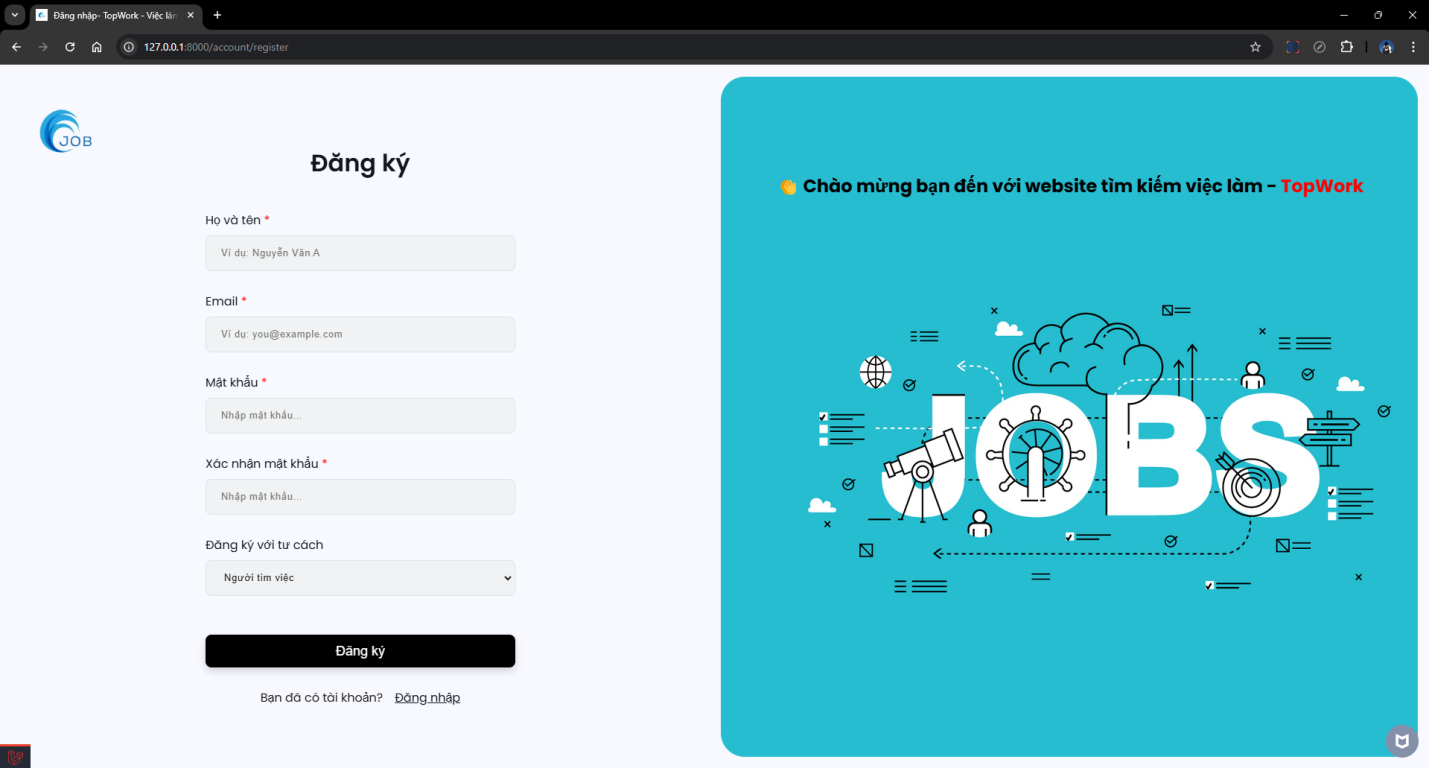 Đăng nhập- TopWork - Việc làn
127.0.0.1:8000/account/register
JOB
Đăng ký
Họ và tên *
Ví dụ: Nguyễn Văn A
Email *
Ví dụ: you@example.com
Mật khẩu *
Nhập mật khẩu...
Xác nhận mật khẩu *
Nhập mật khẩu...
Đăng ký với tư cách
Người tìm việc
Đăng ký
Bạn đã có tài khoản? Đăng nhập
👏 Chào mừng bạn đến với website tìm kiếm việc làm - TopWork
JOBS